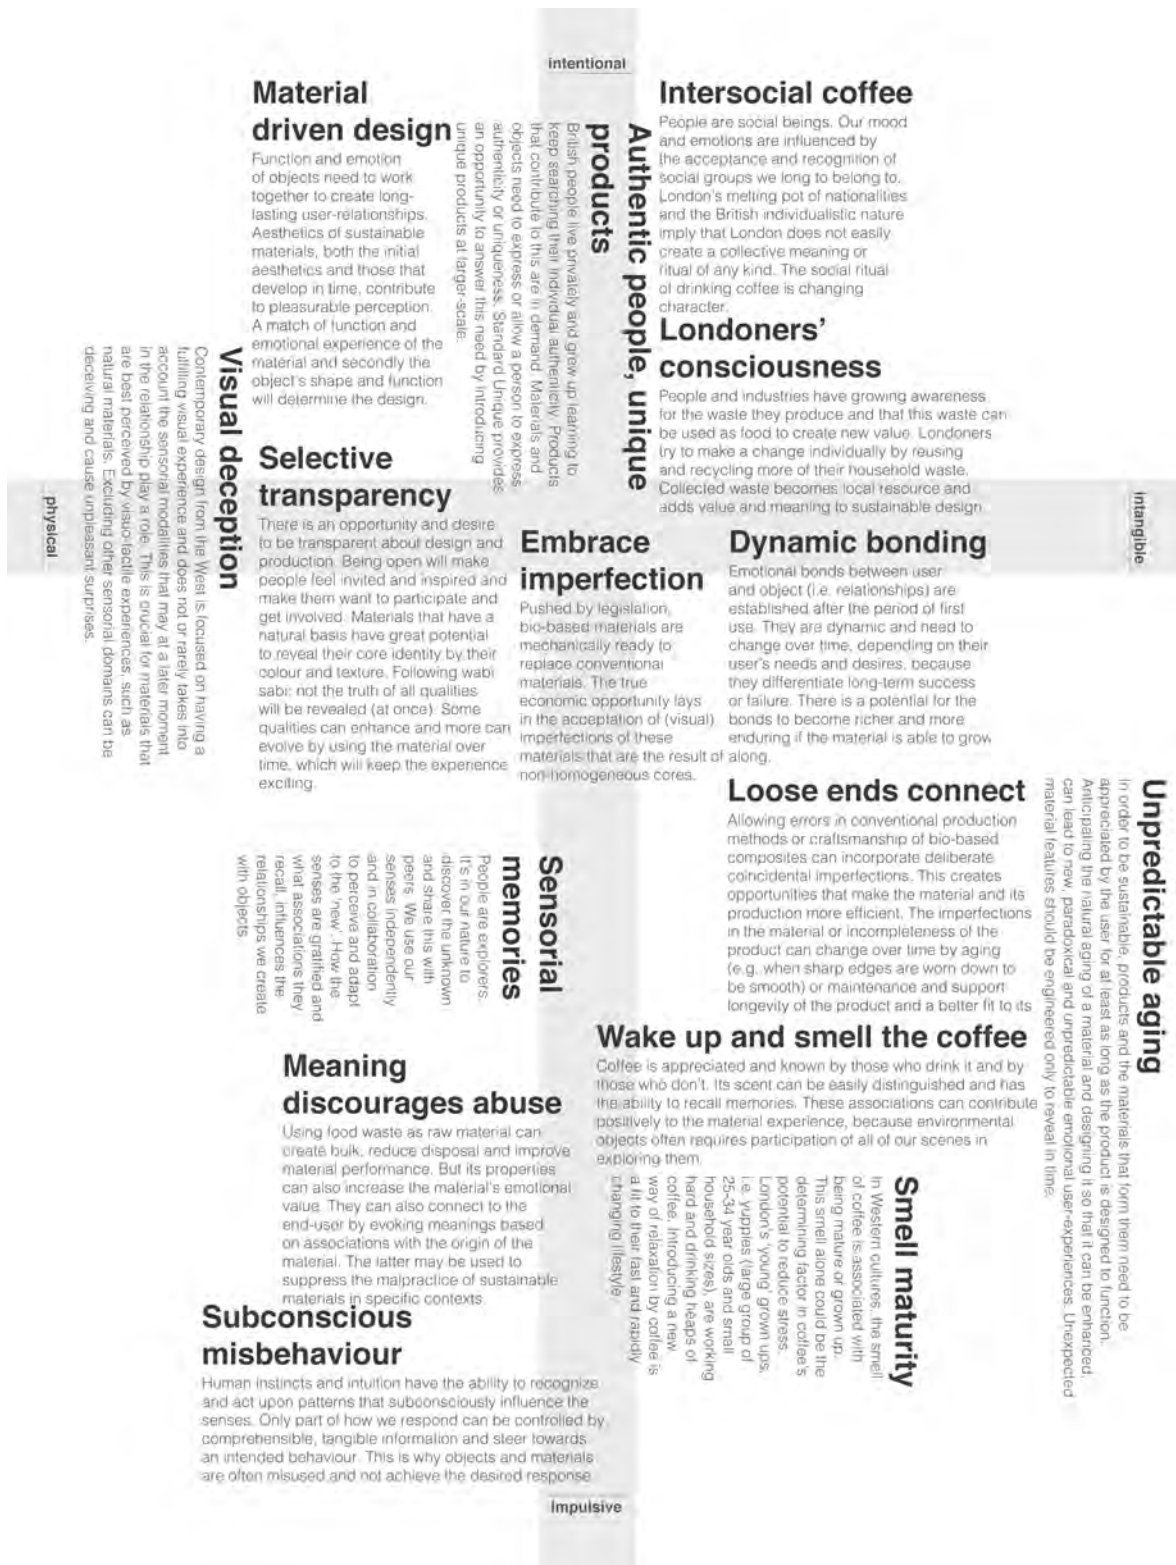 intentional
Material
driven design
Function and emotion
of objects need to work
together to create long-
lasting user-relationships.
Aesthetics of sustainable
materials, both the initial
aesthetics and those that
develop in time, contribute
to pleasurable perception.
A match of function and
emotional experience of the
material and secondly the
object's shape and function
will determine the design.
Authentic people, unique
products
British people live privately and grew up learning to
keep searching their individual authenticity. Products
that contribute to this are in demand. Materials and
objects need to express or allow a person to express
authenticity or uniqueness. Standard Unique provides
an opportunity to answer this need by introducing
unique products at larger-scale.
Intersocial coffee
People are social beings. Our mood
and emotions are influenced by
the acceptance and recognition of
social groups we long to belong to.
London's melting pot of nationalities
and the British individualistic nature
imply that London does not easily
create a collective meaning or
ritual of any kind. The social ritual
of drinking coffee is changing
character.
Londoners'
consciousness
People and industries have growing awareness
for the waste they produce and that this waste can
be used as food to create new value. Londoners
try to make a change individually by reusing
and recycling more of their household waste.
Collected waste becomes local resource and
adds value and meaning to sustainable design.
physical
Visual deception
Contemporary design from the West is focused on having a
fulfilling visual experience and does not or rarely takes into
account the sensorial modalities that may at a later moment
in the relationship play a role. This is crucial for materials that
are best perceived by visuo-tactile experiences, such as
natural materials. Excluding other sensorial domains can be
deceiving and cause unpleasant surprises.
Selective
transparency
There is an opportunity and desire
to be transparent about design and
production. Being open will make
people feel invited and inspired and
make them want to participate and
get involved. Materials that have a
natural basis have great potential
to reveal their core identity by their
colour and texture. Following wabi
sabi: not the truth of all qualities
will be revealed (at once). Some
qualities can enhance and more can
evolve by using the material over
time, which will keep the experience
exciting.
Embrace
imperfection
Pushed by legislation,
bio-based materials are
mechanically ready to
replace conventional
materials. The true
economic opportunity lays
in the acceptation of (visual)
imperfections of these
materials that are the result of
non-homogeneous cores.
Dynamic bonding
Emotional bonds between user
and object (i.e. relationships) are
established after the period of first
use. They are dynamic and need to
change over time, depending on their
user's needs and desires, because
they differentiate long-term success
or failure. There is a potential for the
bonds to become richer and more
enduring if the material is able to grow
along.
intangible
Loose ends connect
Allowing errors in conventional production
methods or craftsmanship of bio-based
composites can incorporate deliberate
coincidental imperfections. This creates
opportunities that make the material and its
production more efficient. The imperfections
in the material or incompleteness of the
product can change over time by aging
(e.g. when sharp edges are worn down to
be smooth) or maintenance and support
longevity of the product and a better fit to its
Unpredictable aging
In order to be sustainable, products and the materials that form them need to be
appreciated by the user for at least as long as the product is designed to function.
Anticipating the natural aging of a material and designing it so that it can be enhanced,
can lead to new, paradoxical and unpredictable emotional user-experiences. Unexpected
material features should be engineered only to reveal in time.
Sensorial
memories
People are explorers.
It's in our nature to
discover the unknown
and share this with
peers. We use our
senses independently
and in collaboration
to perceive and adapt
to the 'new'. How the
senses are gratified and
what associations they
recall, influences the
relationships we create
with objects.
Wake up and smell the coffee
Coffee is appreciated and known by those who drink it and by
those who don't. Its scent can be easily distinguished and has
the ability to recall memories. These associations can contribute
positively to the material experience, because environmental
objects often requires participation of all of our scenes in
exploring them.
Meaning
discourages abuse
Using food waste as raw material can
create bulk, reduce disposal and improve
material performance. But its properties
can also increase the material's emotional
value. They can also connect to the
end-user by evoking meanings based
on associations with the origin of the
material. The latter may be used to
suppress the malpractice of sustainable
materials in specific contexts.
Smell maturity
In Western cultures, the smell
of coffee is associated with
being mature or grown up.
This smell alone could be the
determining factor in coffee's
potential to reduce stress.
London's 'young' grown ups,
i.e. yuppies (large group of
25-34 year olds and small
household sizes), are working
hard and drinking heaps of
coffee. Introducing a new
way of relaxation by coffee is
a fit to their fast and rapidly
changing lifestyle.
Subconscious
misbehaviour
Human instincts and intuition have the ability to recognize
and act upon patterns that subconsciously influence the
senses. Only part of how we respond can be controlled by
comprehensible, tangible information and steer towards
an intended behaviour. This is why objects and materials
are often misused and not achieve the desired response.
impulsive